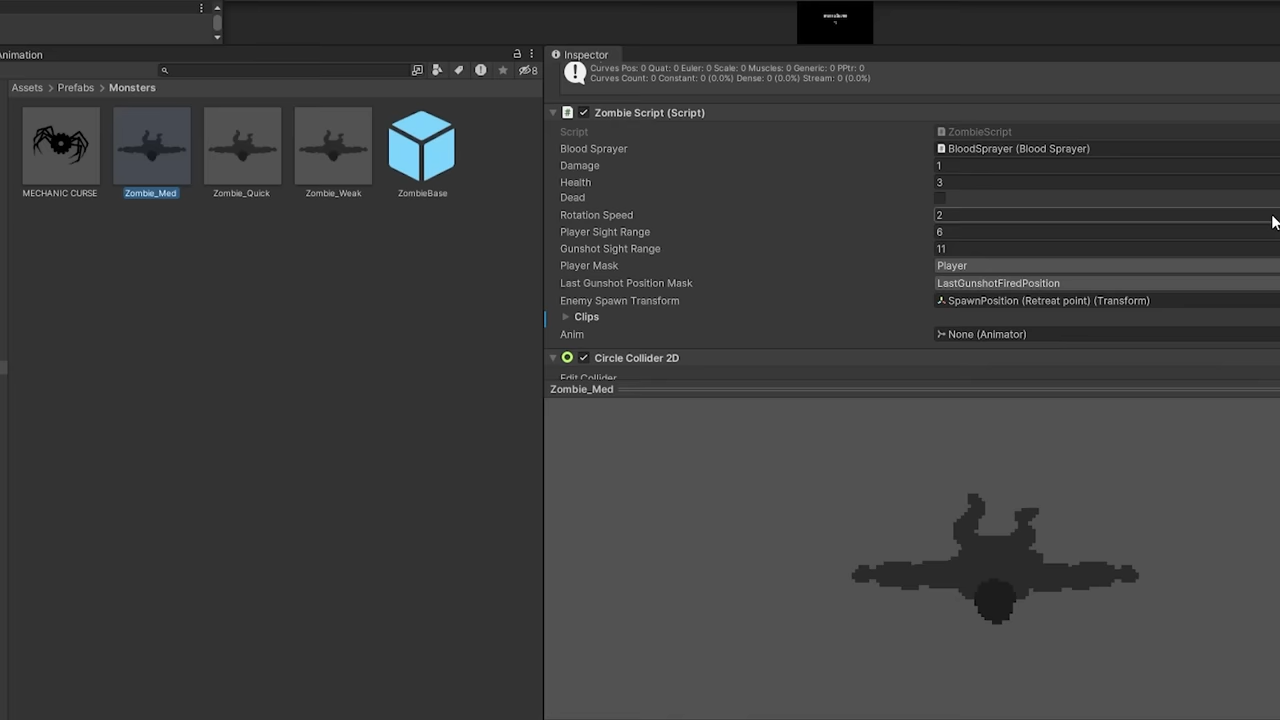 Animation
Inspector
Curves Pos: 0 Quat: 0 Euler: 0 Scale: 0 Muscles: 0 Generic: 0 PPtr: 0
Curves Count: 0 Constant: 0 (0.0%) Dense: 0 (0.0%) Stream: 0 (0.0%)
8
Assets > Prefabs > Monsters
Zombie Script (Script)
Script ZombieScript
Blood Sprayer BloodSprayer (Blood Sprayer)
Damage 1
Health 3
Dead
MECHANIC CURSE Zombie_Med Zombie_Quick Zombie_Weak ZombieBase
Rotation Speed 2
Player Sight Range 6
Gunshot Sight Range 11
Player Mask Player
Last Gunshot Position Mask LastGunshotFiredPosition
Enemy Spawn Transform SpawnPosition (Retreat point) (Transform)
Clips
Anim None (Animator)
Circle Collider 2D
Edit Collider
Zombie_Med